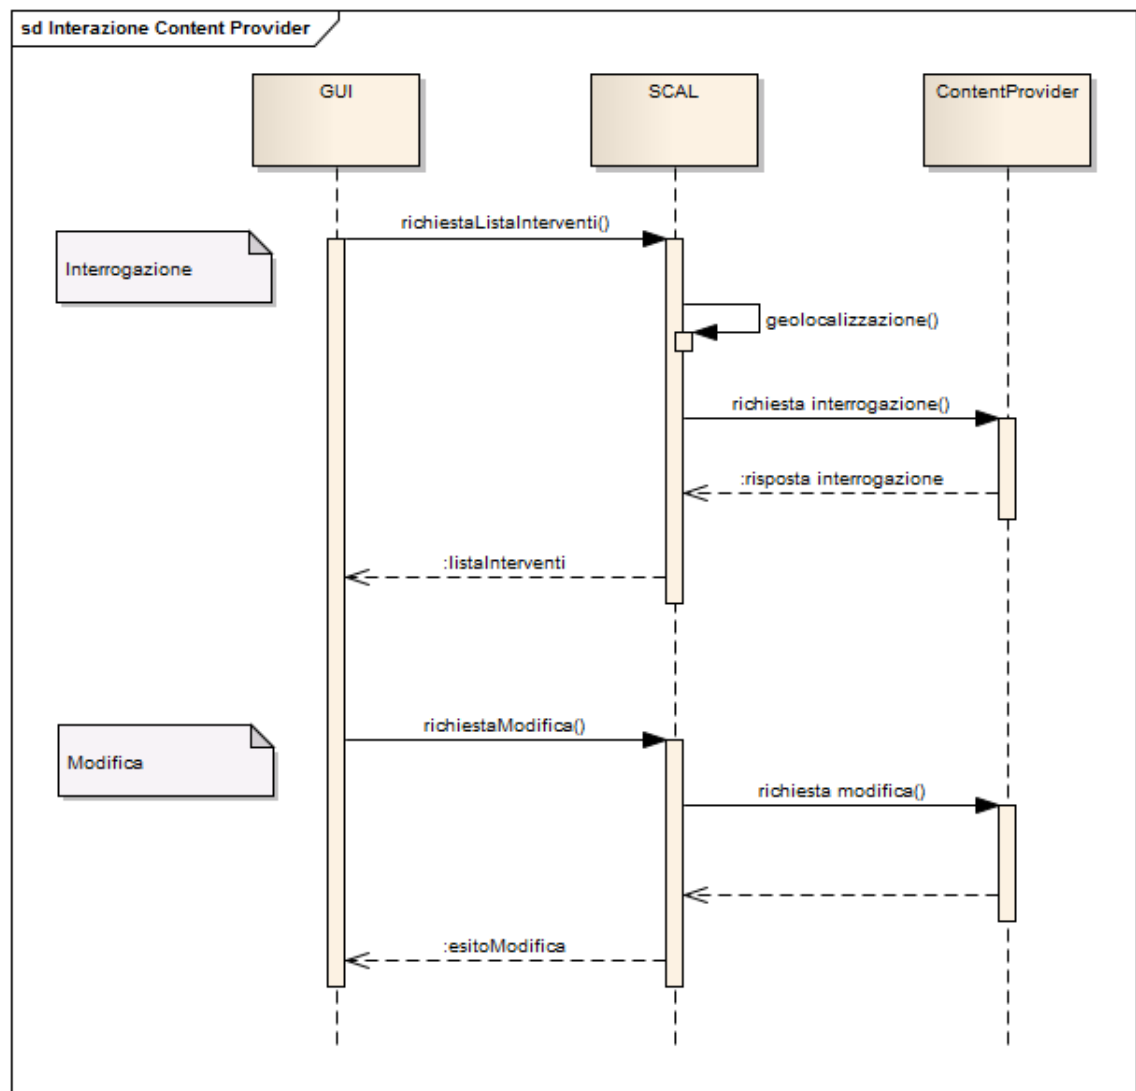 sd Interazione Content Provider
GUI
SCAL
ContentProvider
richiestaListaInterventi()
Interrogazione
geolocalizzazione()
richiesta interrogazione()
:risposta interrogazione
:listaInterventi
richiestaModifica()
Modifica
richiesta modifica()
:esitoModifica